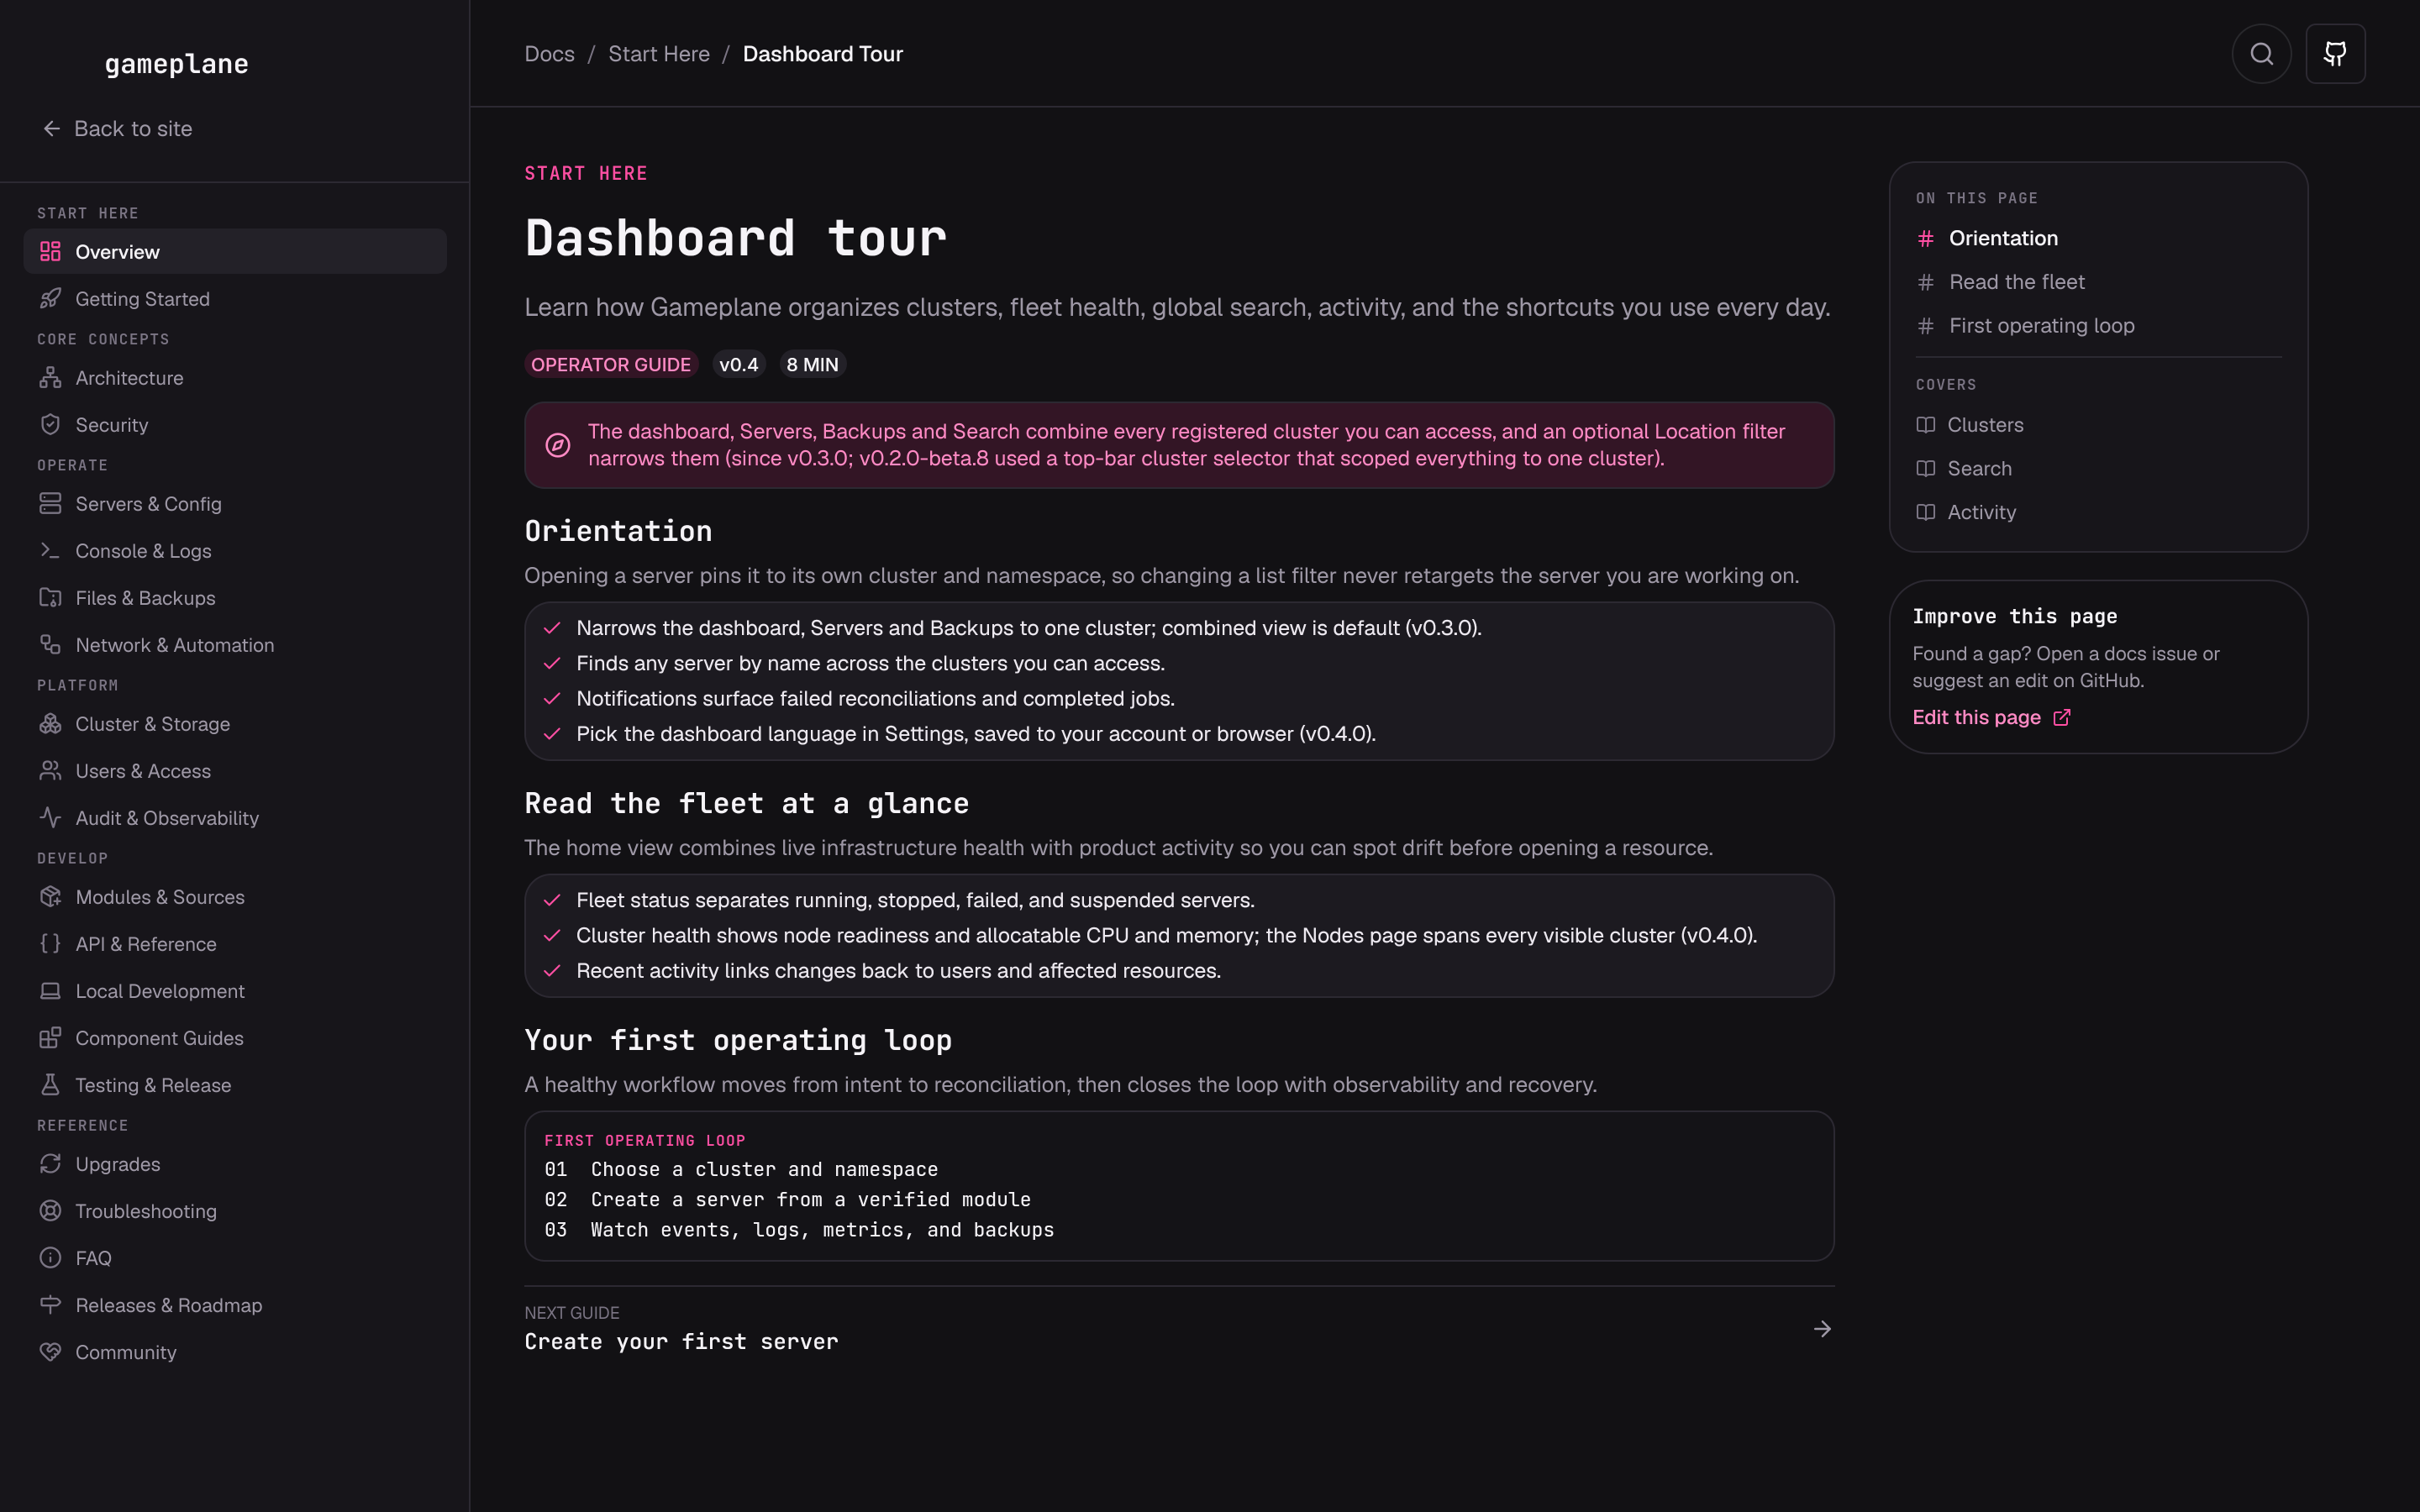 gameplane
Back to site
START HERE
Overview
Getting Started
CORE CONCEPTS
Architecture
Security
OPERATE
Servers & Config
Console & Logs
Files & Backups
Network & Automation
PLATFORM
Cluster & Storage
Users & Access
Audit & Observability
DEVELOP
Modules & Sources
API & Reference
Local Development
Component Guides
Testing & Release
REFERENCE
Upgrades
Troubleshooting
FAQ
Releases & Roadmap
Community
Docs / Start Here / Dashboard Tour
START HERE
Dashboard tour
Learn how Gameplane organizes clusters, fleet health, global search, activity, and the shortcuts you use every day.
OPERATOR GUIDE v0.4 8 MIN
The dashboard, Servers, Backups and Search combine every registered cluster you can access, and an optional Location filter
narrows them (since v0.3.0; v0.2.0-beta.8 used a top-bar cluster selector that scoped everything to one cluster).
Orientation
Opening a server pins it to its own cluster and namespace, so changing a list filter never retargets the server you are working on.
Narrows the dashboard, Servers and Backups to one cluster; combined view is default (v0.3.0).
Finds any server by name across the clusters you can access.
Notifications surface failed reconciliations and completed jobs.
Pick the dashboard language in Settings, saved to your account or browser (v0.4.0).
Read the fleet at a glance
The home view combines live infrastructure health with product activity so you can spot drift before opening a resource.
Fleet status separates running, stopped, failed, and suspended servers.
Cluster health shows node readiness and allocatable CPU and memory; the Nodes page spans every visible cluster (v0.4.0).
Recent activity links changes back to users and affected resources.
Your first operating loop
A healthy workflow moves from intent to reconciliation, then closes the loop with observability and recovery.
FIRST OPERATING LOOP
01 Choose a cluster and namespace
02 Create a server from a verified module
03 Watch events, logs, metrics, and backups
NEXT GUIDE
Create your first server
ON THIS PAGE
# Orientation
# Read the fleet
# First operating loop
COVERS
Clusters
Search
Activity
Improve this page
Found a gap? Open a docs issue or
suggest an edit on GitHub.
Edit this page